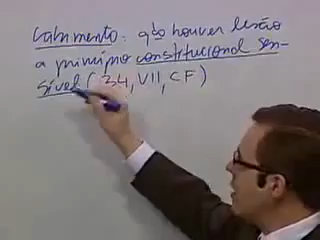 Cabimento: qdo houver lesão
a princípio constitucional sen-
sível (34, VII, CF)